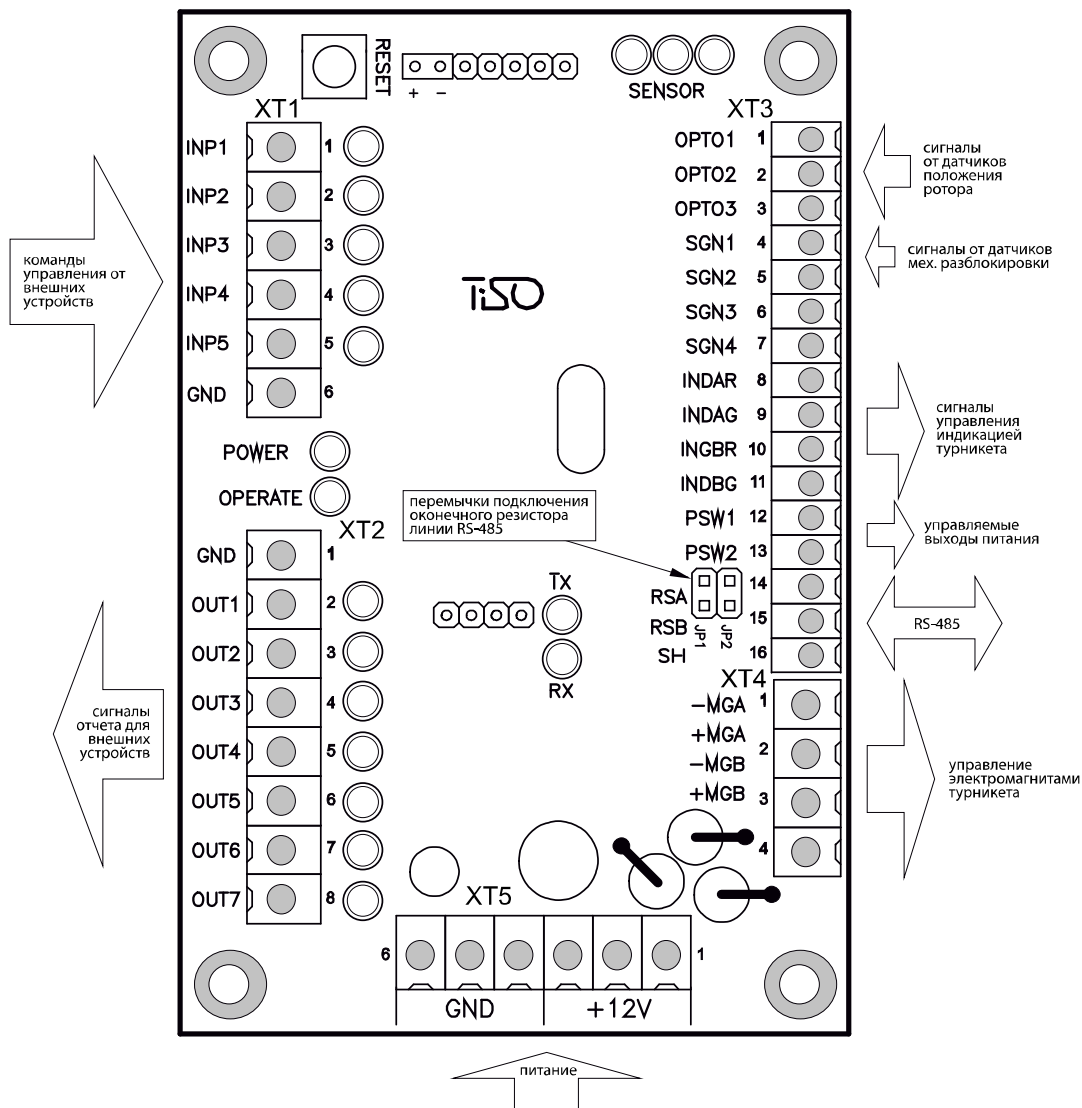 RESET
+ −
SENSOR
XT1
XT3
INP1 1
INP2 2
INP3 3
INP4 4
INP5 5
GND 6
команды
управления от
внешних
устройств
TiSO
OPTO1 1
OPTO2 2
OPTO3 3
SGN1 4
SGN2 5
SGN3 6
SGN4 7
INDAR 8
INDAG 9
INGBR 10
INDBG 11
PSW1 12
PSW2 13
14
RSA
15
RSB
16
SH
JP1
JP2
сигналы
от датчиков
положения
ротора
сигналы от датчиков
мех. разблокировки
сигналы
управления
индикацией
турникета
управляемые
выходы питания
RS-485
POWER
OPERATE
перемычки подключения
оконечного резистора
линии RS-485
XT2
GND 1
OUT1 2
OUT2 3
OUT3 4
OUT4 5
OUT5 6
OUT6 7
OUT7 8
TX
RX
сигналы
отчета для
внешних
устройств
XT4
−MGA 1
+MGA
2
−MGB
+MGB 3
4
управление
электромагнитами
турникета
XT5
6 1
GND +12V
питание